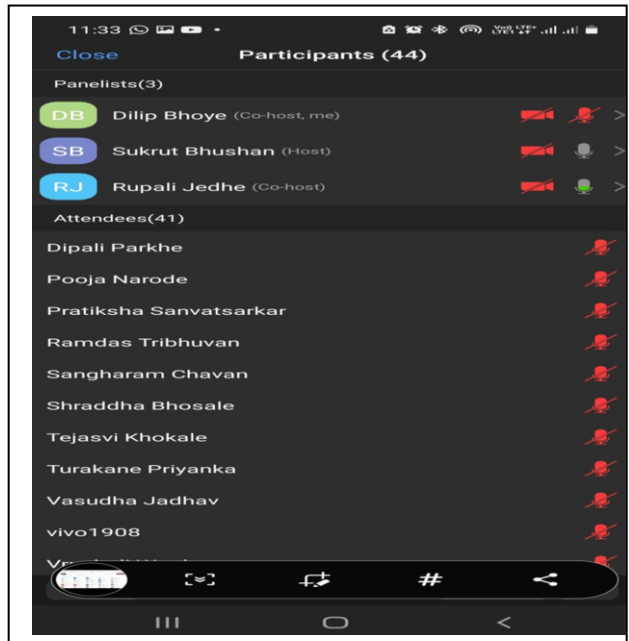 11:33
Close Participants (44)
Panelists(3)
DB Dilip Bhoye (Co-host, me)
SB Sukrut Bhushan (Host)
RJ Rupali Jedhe (Co-host)
Attendees(41)
Dipali Parkhe
Pooja Narode
Pratiksha Sanvatsarkar
Ramdas Tribhuvan
Sangharam Chavan
Shraddha Bhosale
Tejasvi Khokale
Turakane Priyanka
Vasudha Jadhav
vivo1908
#